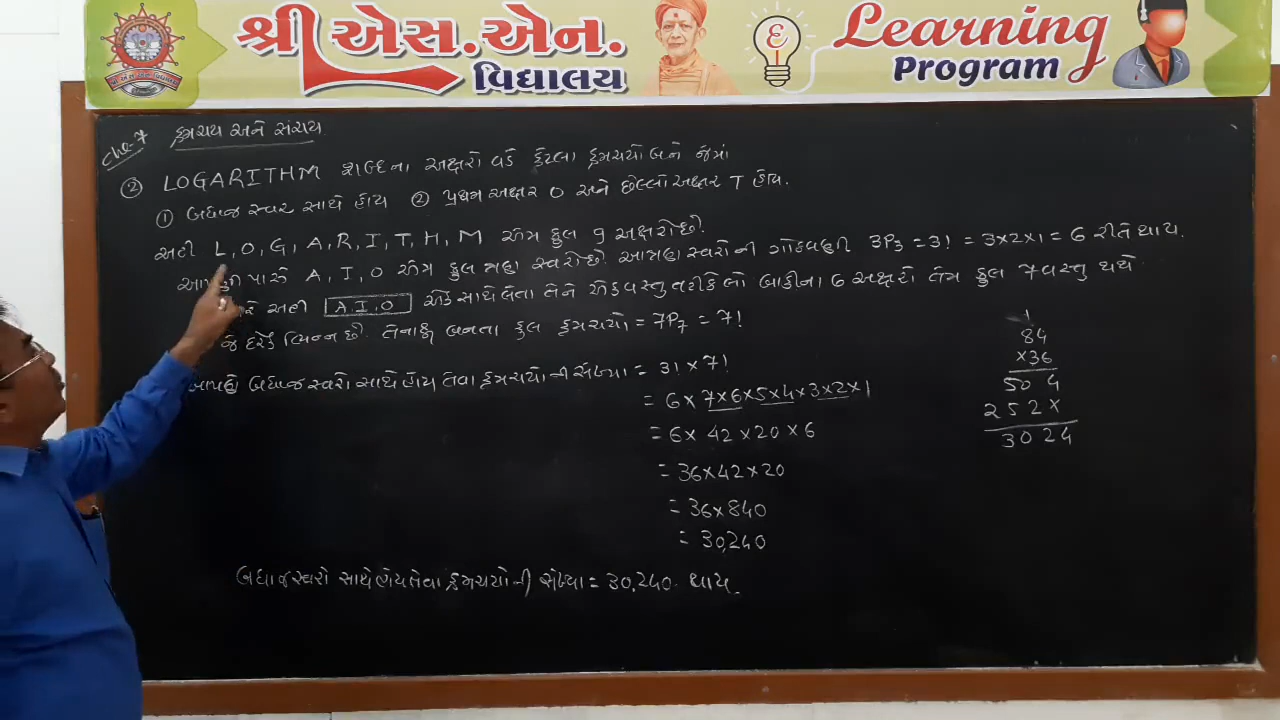 શ્રી એસ.એન. વિદ્યાલય
Learning Program
Ch-7 ક્રમચય અને સંચય
② LOGARITHM શબ્દના અક્ષરો વડે કેટલા ક્રમચયો બને જેમાં
① બધાજ સ્વર સાથે હોય ② પ્રથમ અક્ષર O અને છેલ્લો અક્ષર T હોય.
અહીં L, O, G, A, R, I, T, H, M એમ કુલ 9 અક્ષરો છે.
પાસે A, I, O એમ કુલ ત્રણ સ્વરો છે. આ ત્રણ સ્વરોની ગોઠવણી 3P3 = 3! = 3×2×1 = 6 રીતે થાય.
અહીં A, I, O એક સાથે લેતા તેને એક વસ્તુ તરીકે લો બાકીના 6 અક્ષરો તેમ કુલ 7 વસ્તુ થશે
જે દરેક ભિન્ન છે. તેનાથી બનતા કુલ ક્રમચયો = 7P7 = 7!
બધાજ સ્વરો સાથે હોય તેવા ક્રમચયોની સંખ્યા = 3! × 7!
= 6 × 7×6×5×4×3×2×1
= 6× 42 ×20 ×6
= 36×42×20
= 36×840
= 30,240
બધાજ સ્વરો સાથે હોય તેવા ક્રમચયોની સંખ્યા = 30,240. થાય.
1
84
×36
504
252×
3024